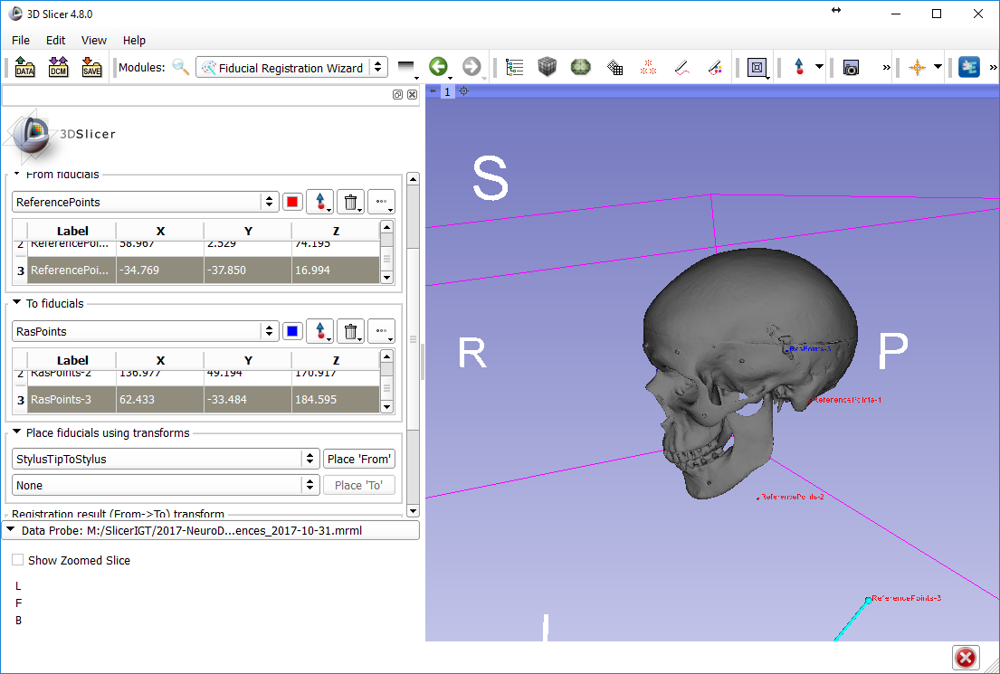 3D Slicer 4.8.0
File Edit View Help
DATA DCM SAVE Modules: Fiducial Registration Wizard
1
3DSlicer
From fiducials
ReferencePoints
Label X Y Z
2 ReferencePoi... 58.967 2.529 74.195
3 ReferencePoi... -34.769 -37.850 16.994
To fiducials
RasPoints
Label X Y Z
2 RasPoints-2 136.977 49.194 170.917
3 RasPoints-3 62.433 -33.484 184.595
Place fiducials using transforms
StylusTipToStylus Place 'From'
None Place 'To'
Registration result (From->To) transform
Data Probe: M:/SlicerIGT/2017-NeuroD...ences_2017-10-31.mrml
Show Zoomed Slice
L
F
B
S
R
P
RasPoints-3
ReferencePoints-1
ReferencePoints-2
ReferencePoints-3